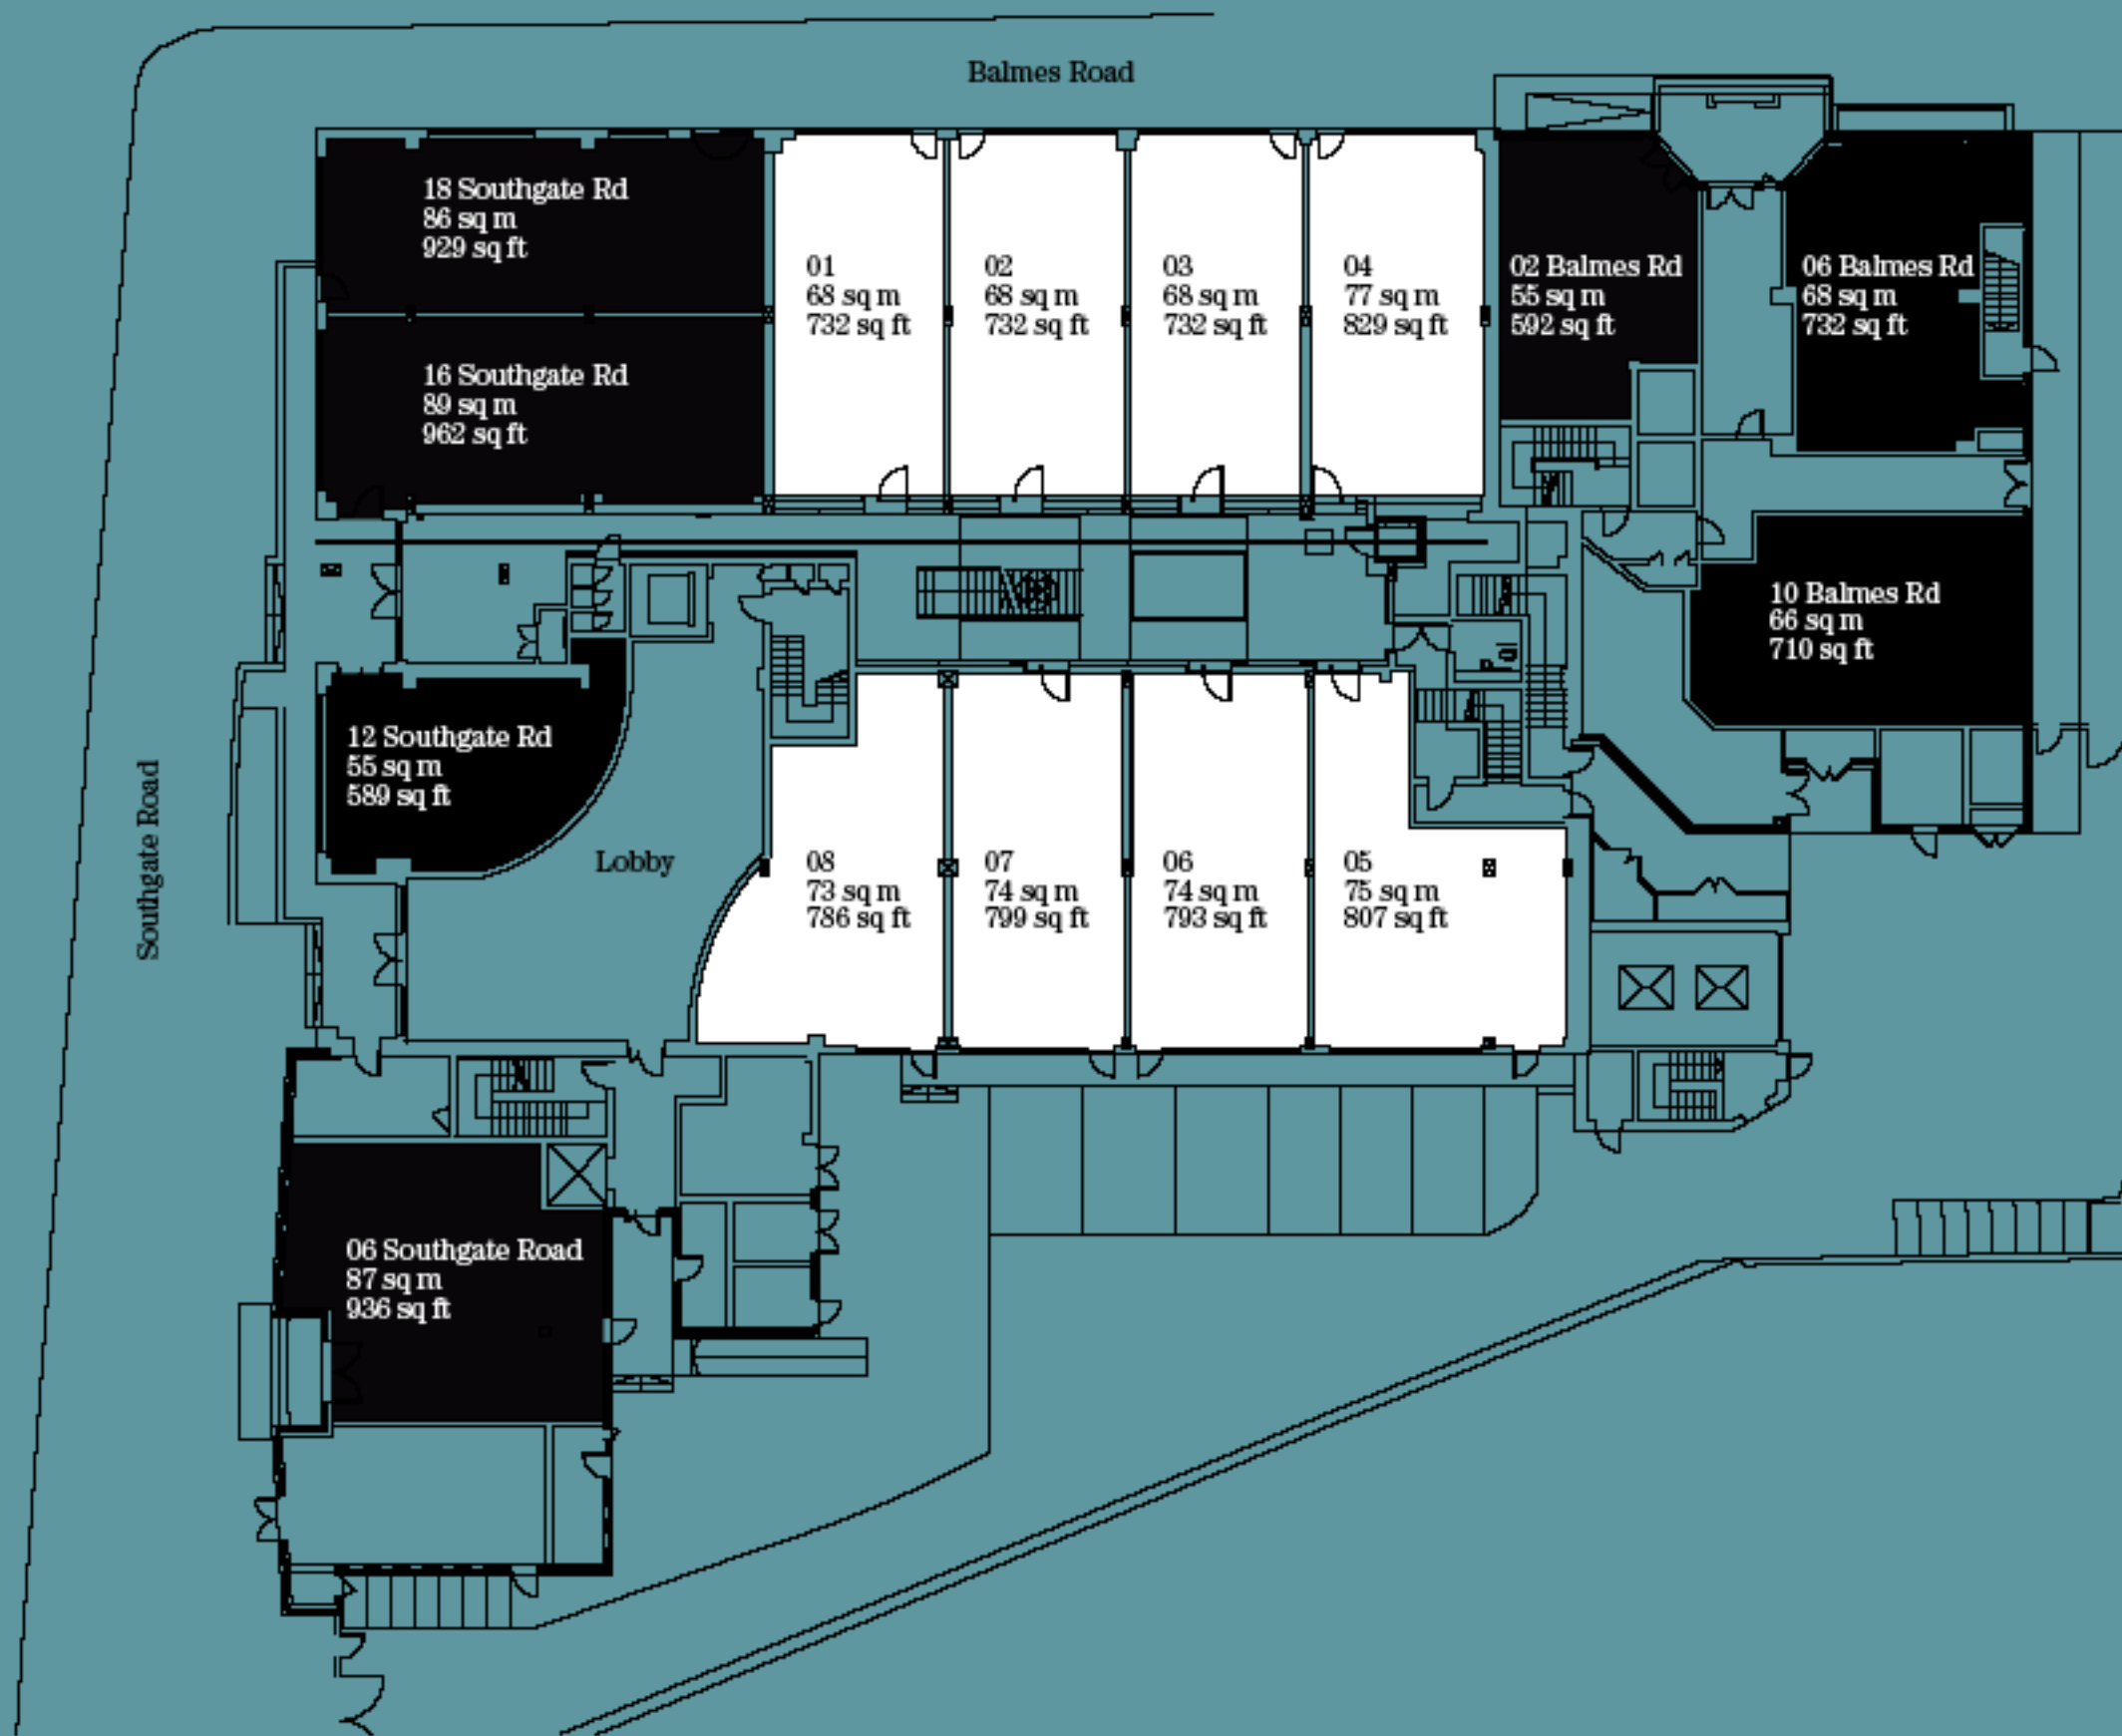 Balmes Road
18 Southgate Rd
86 sq m
929 sq ft
16 Southgate Rd
89 sq m
962 sq ft
01
68 sq m
732 sq ft
02
68 sq m
732 sq ft
03
68 sq m
732 sq ft
04
77 sq m
829 sq ft
02 Balmes Rd
55 sq m
592 sq ft
06 Balmes Rd
68 sq m
732 sq ft
10 Balmes Rd
66 sq m
710 sq ft
12 Southgate Rd
55 sq m
589 sq ft
Southgate Road
Lobby
08
73 sq m
786 sq ft
07
74 sq m
799 sq ft
06
74 sq m
793 sq ft
05
75 sq m
807 sq ft
06 Southgate Road
87 sq m
936 sq ft